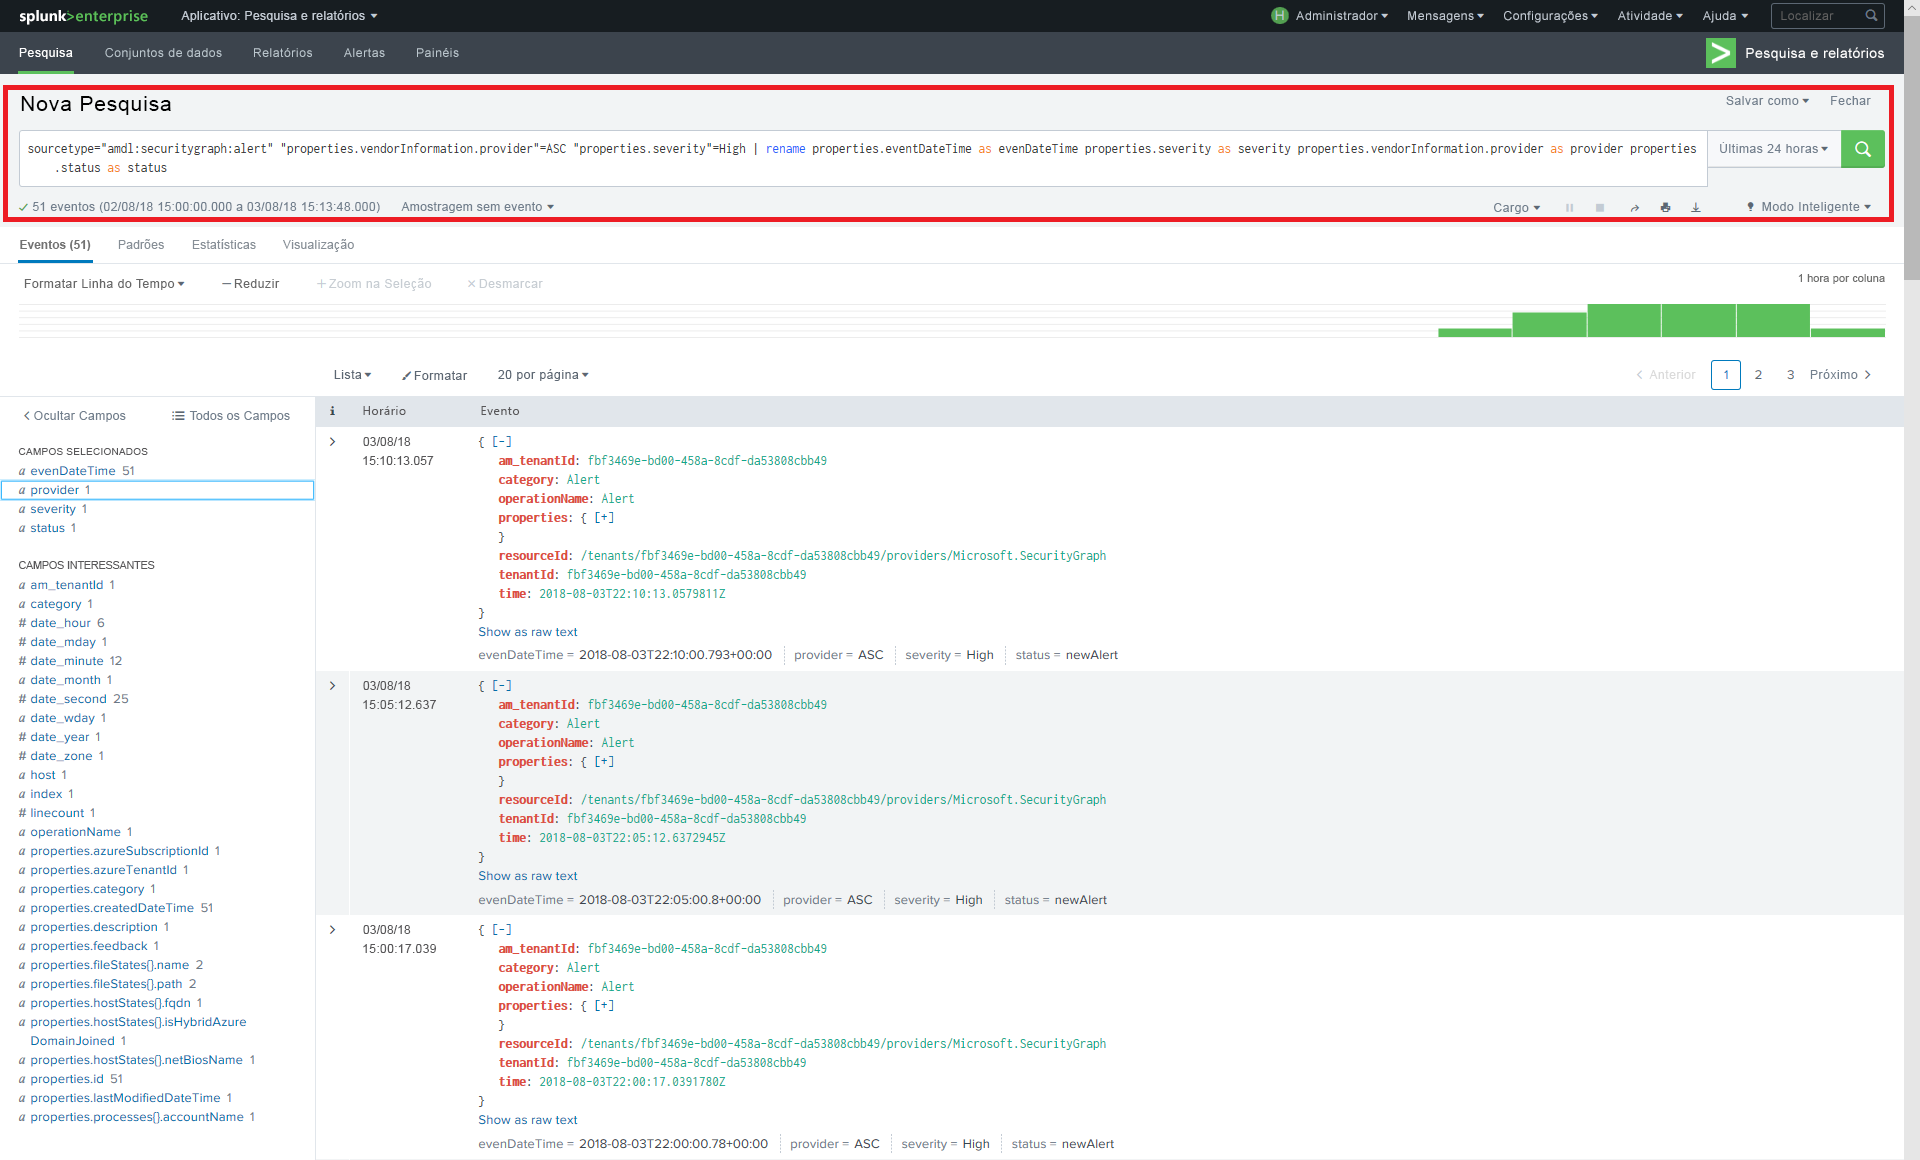 splunk>enterprise Aplicativo: Pesquisa e relatórios H Administrador Mensagens Configurações Atividade Ajuda Localizar
Pesquisa Conjuntos de dados Relatórios Alertas Painéis > Pesquisa e relatórios
Nova Pesquisa Salvar como Fechar
sourcetype="amdl:securitygraph:alert" "properties.vendorInformation.provider"=ASC "properties.severity"=High | rename properties.eventDateTime as evenDateTime properties.severity as severity properties.vendorInformation.provider as provider properties
.status as status
Últimas 24 horas
51 eventos (02/08/18 15:00:00.000 a 03/08/18 15:13:48.000) Amostragem sem evento Cargo Modo Inteligente
Eventos (51) Padrões Estatísticas Visualização
Formatar Linha do Tempo — Reduzir + Zoom na Seleção × Desmarcar 1 hora por coluna
Lista Formatar 20 por página < Anterior 1 2 3 Próximo >
< Ocultar Campos Todos os Campos
i Horário Evento
CAMPOS SELECIONADOS
a evenDateTime 51
a provider 1
a severity 1
a status 1
CAMPOS INTERESSANTES
a am_tenantId 1
a category 1
# date_hour 6
# date_mday 1
# date_minute 12
a date_month 1
# date_second 25
a date_wday 1
# date_year 1
# date_zone 1
a host 1
a index 1
# linecount 1
a operationName 1
a properties.azureSubscriptionId 1
a properties.azureTenantId 1
a properties.category 1
a properties.createdDateTime 51
a properties.description 1
a properties.feedback 1
a properties.fileStates{}.name 2
a properties.fileStates{}.path 2
a properties.hostStates{}.fqdn 1
a properties.hostStates{}.isHybridAzure
DomainJoined 1
a properties.hostStates{}.netBiosName 1
a properties.id 51
a properties.lastModifiedDateTime 1
a properties.processes{}.accountName 1
> 03/08/18 { [-]
15:10:13.057 am_tenantId: fbf3469e-bd00-458a-8cdf-da53808cbb49
category: Alert
operationName: Alert
properties: { [+]
}
resourceId: /tenants/fbf3469e-bd00-458a-8cdf-da53808cbb49/providers/Microsoft.SecurityGraph
tenantId: fbf3469e-bd00-458a-8cdf-da53808cbb49
time: 2018-08-03T22:10:13.0579811Z
}
Show as raw text
evenDateTime = 2018-08-03T22:10:00.793+00:00 provider = ASC severity = High status = newAlert
> 03/08/18 { [-]
15:05:12.637 am_tenantId: fbf3469e-bd00-458a-8cdf-da53808cbb49
category: Alert
operationName: Alert
properties: { [+]
}
resourceId: /tenants/fbf3469e-bd00-458a-8cdf-da53808cbb49/providers/Microsoft.SecurityGraph
tenantId: fbf3469e-bd00-458a-8cdf-da53808cbb49
time: 2018-08-03T22:05:12.6372945Z
}
Show as raw text
evenDateTime = 2018-08-03T22:05:00.8+00:00 provider = ASC severity = High status = newAlert
> 03/08/18 { [-]
15:00:17.039 am_tenantId: fbf3469e-bd00-458a-8cdf-da53808cbb49
category: Alert
operationName: Alert
properties: { [+]
}
resourceId: /tenants/fbf3469e-bd00-458a-8cdf-da53808cbb49/providers/Microsoft.SecurityGraph
tenantId: fbf3469e-bd00-458a-8cdf-da53808cbb49
time: 2018-08-03T22:00:17.0391780Z
}
Show as raw text
evenDateTime = 2018-08-03T22:00:00.78+00:00 provider = ASC severity = High status = newAlert